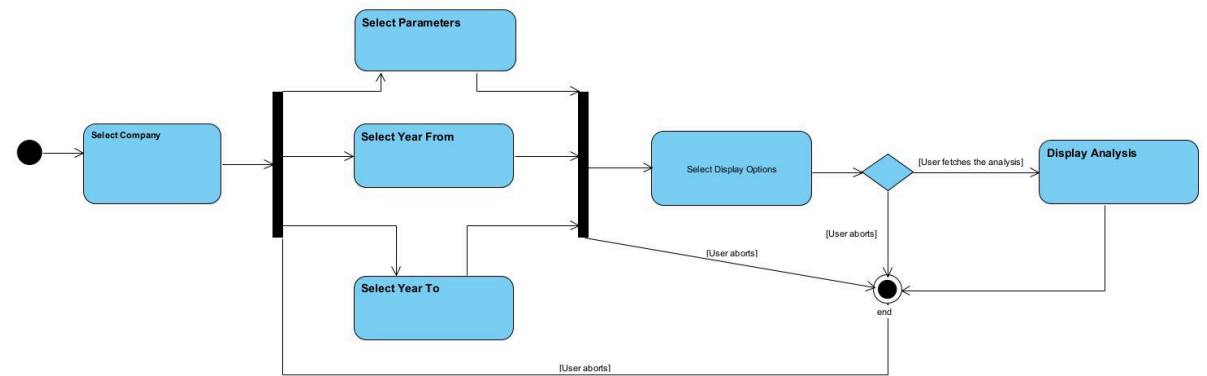 Select Parameters
Select Company
Select Year From
Select Display Options
[User fetches the analysis]
Display Analysis
[User aborts]
[User aborts]
Select Year To
end
[User aborts]